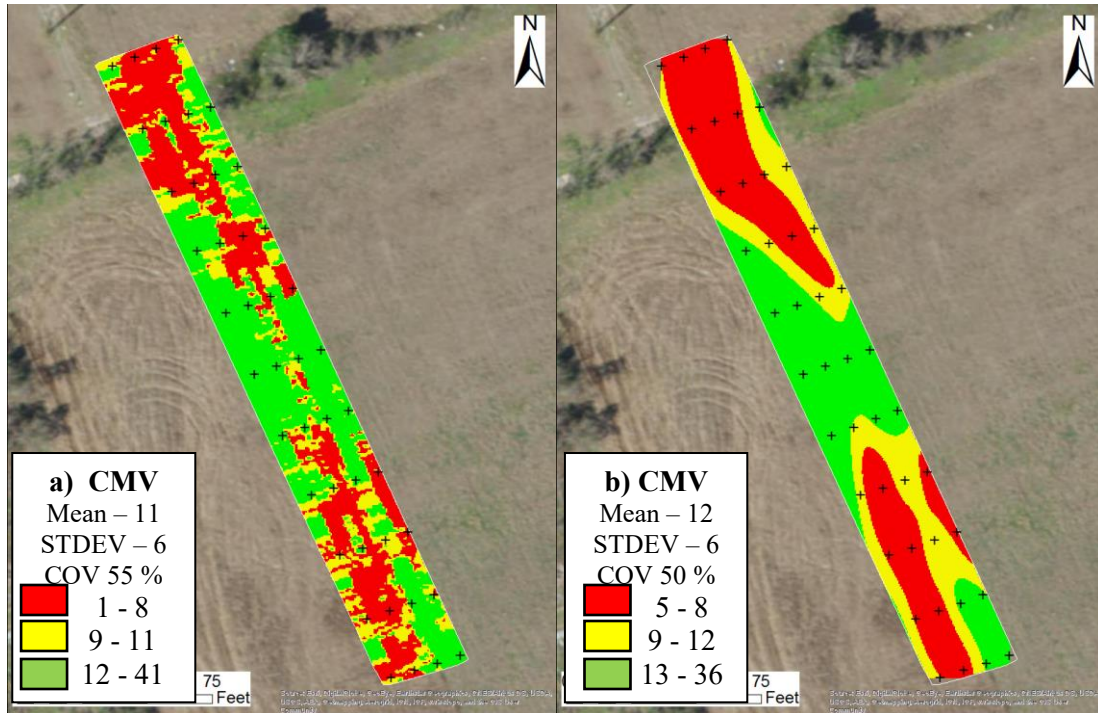 N
a) CMV
Mean – 11
STDEV – 6
COV 55 %
1 - 8
9 - 11
12 - 41
75
Feet
N
b) CMV
Mean – 12
STDEV – 6
COV 50 %
5 - 8
9 - 12
13 - 36
75
Feet